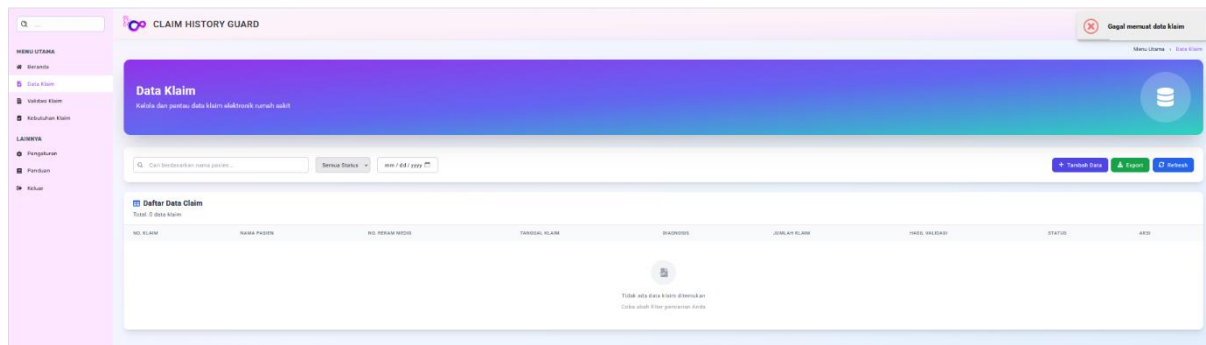 CLAIM HISTORY GUARD
Gagal memuat data klaim
Menu Utama > Data Klaim
MENU UTAMA
Beranda
Data Klaim
Validasi Klaim
Kebutuhan Klaim
LAINNYA
Pengaturan
Panduan
Keluar
Data Klaim
Kelola dan pantau data klaim elektronik rumah sakit
Cari berdasarkan nama pasien...
Semua Status
mm/dd/yyyy
+ Tambah Data
Export
Refresh
Daftar Data Claim
Total: 0 data klaim
NO. KLAIM NAMA PASIEN NO. REKAM MEDIS TANGGAL KLAIM DIAGNOSIS JUMLAH KLAIM HASIL VALIDASI STATUS AKSI
Tidak ada data klaim ditemukan
Coba ubah filter pencarian Anda